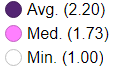 Avg. (2.20)
Med. (1.73)
Min. (1.00)